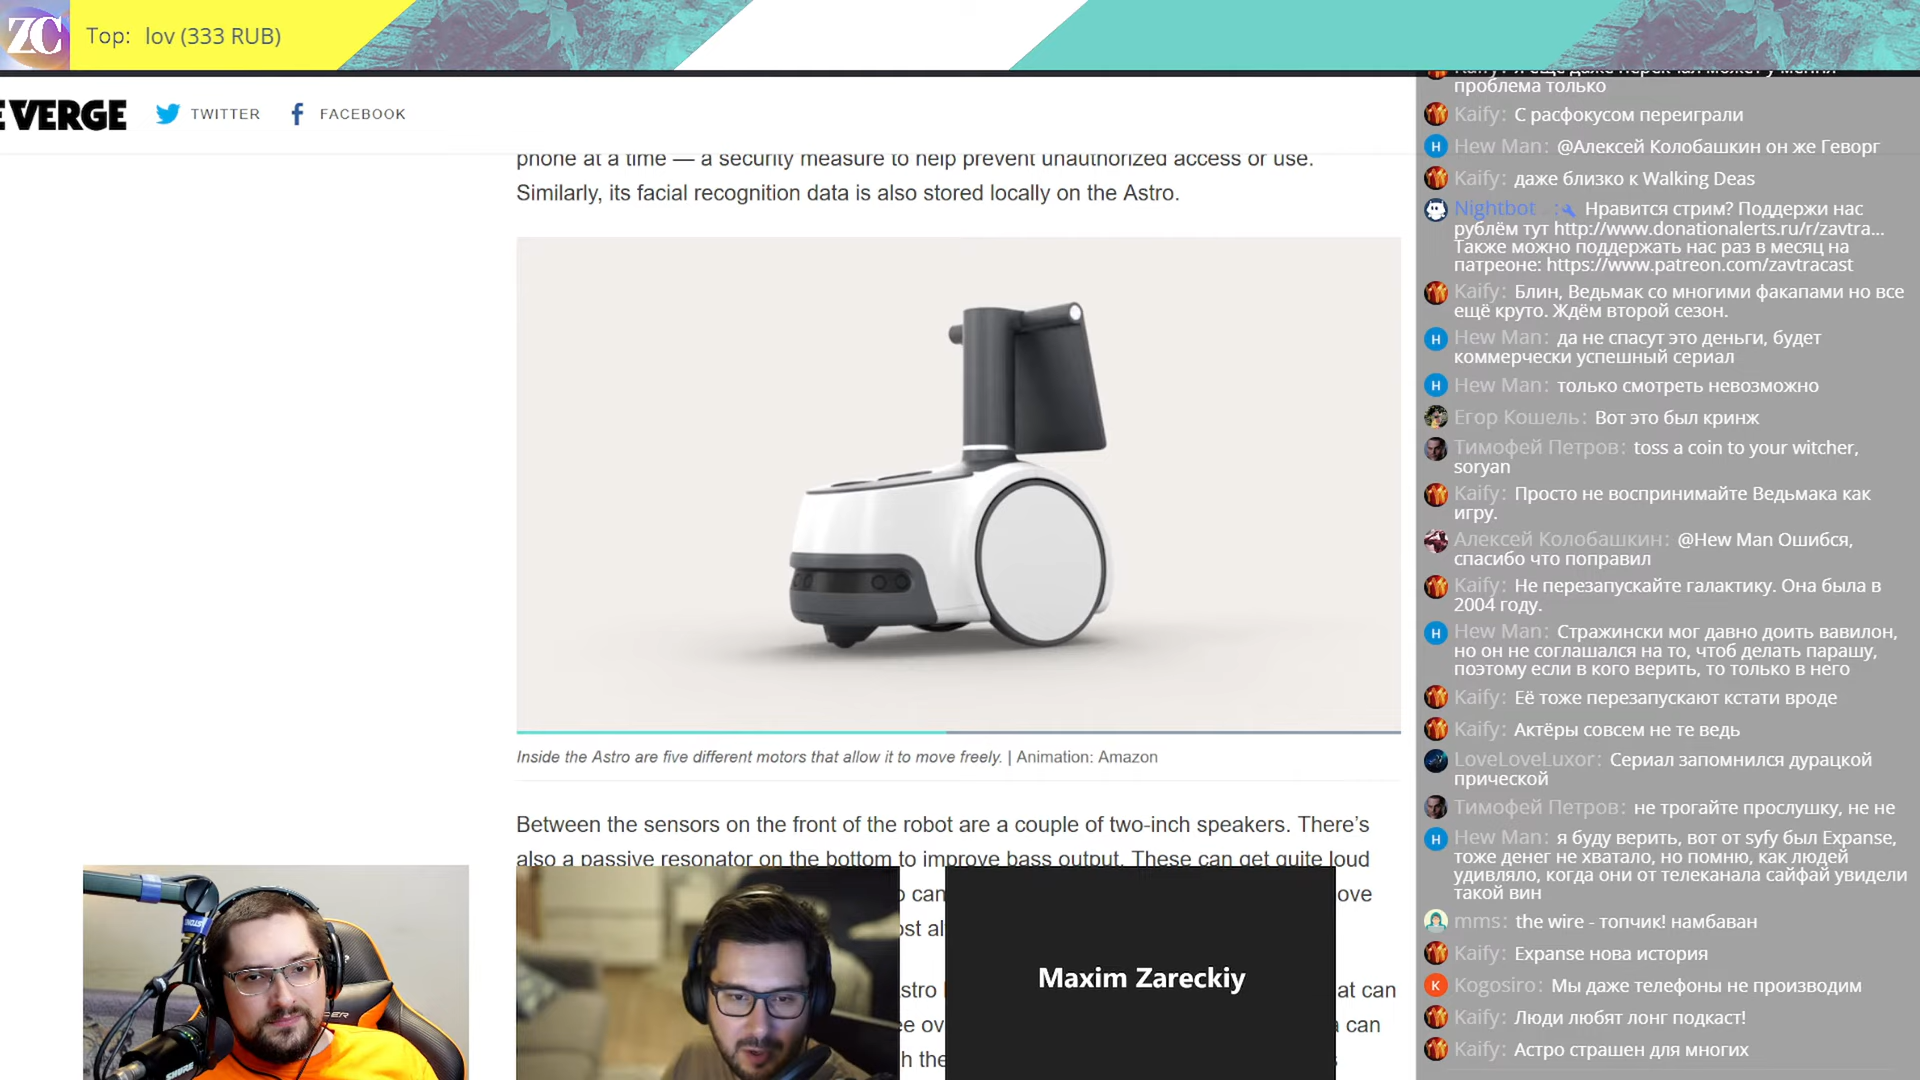 ZC
Top: lov (333 RUB)
E VERGE
TWITTER
FACEBOOK
phone at a time — a security measure to help prevent unauthorized access or use.
Similarly, its facial recognition data is also stored locally on the Astro.
Inside the Astro are five different motors that allow it to move freely. | Animation: Amazon
Between the sensors on the front of the robot are a couple of two-inch speakers. There's
also a passive resonator on the bottom to improve bass output. These can get quite loud
can
ove
ost al
stro
at can
ee ov
can
h the
Maxim Zareckiy
проблема только
Kaify: С расфокусом переиграли
Hew Man: @Алексей Колобашкин он же Геворг
Kaify: даже близко к Walking Deas
Nightbot : Нравится стрим? Поддержи нас
рублём тут http://www.donationalerts.ru/r/zavtra...
Также можно поддержать нас раз в месяц на
патреоне: https://www.patreon.com/zavtracast
Kaify: Блин, Ведьмак со многими факапами но все
ещё круто. Ждём второй сезон.
Hew Man: да не спасут это деньги, будет
коммерчески успешный сериал
Hew Man: только смотреть невозможно
Егор Кошель: Вот это был кринж
Тимофей Петров: toss a coin to your witcher,
soryan
Kaify: Просто не воспринимайте Ведьмака как
игру.
Алексей Колобашкин: @Hew Man Ошибся,
спасибо что поправил
Kaify: Не перезапускайте галактику. Она была в
2004 году.
Hew Man: Стражински мог давно доить вавилон,
но он не соглашался на то, чтоб делать парашу,
поэтому если в кого верить, то только в него
Kaify: Её тоже перезапускают кстати вроде
Kaify: Актёры совсем не те ведь
LoveLoveLuxor: Сериал запомнился дурацкой
прической
Тимофей Петров: не трогайте прослушку, не не
Hew Man: я буду верить, вот от syfy был Expanse,
тоже денег не хватало, но помню, как людей
удивляло, когда они от телеканала сайфай увидели
такой вин
mms: the wire - топчик! намбаван
Kaify: Expanse нова история
Kogosiro: Мы даже телефоны не производим
Kaify: Люди любят лонг подкаст!
Kaify: Астро страшен для многих